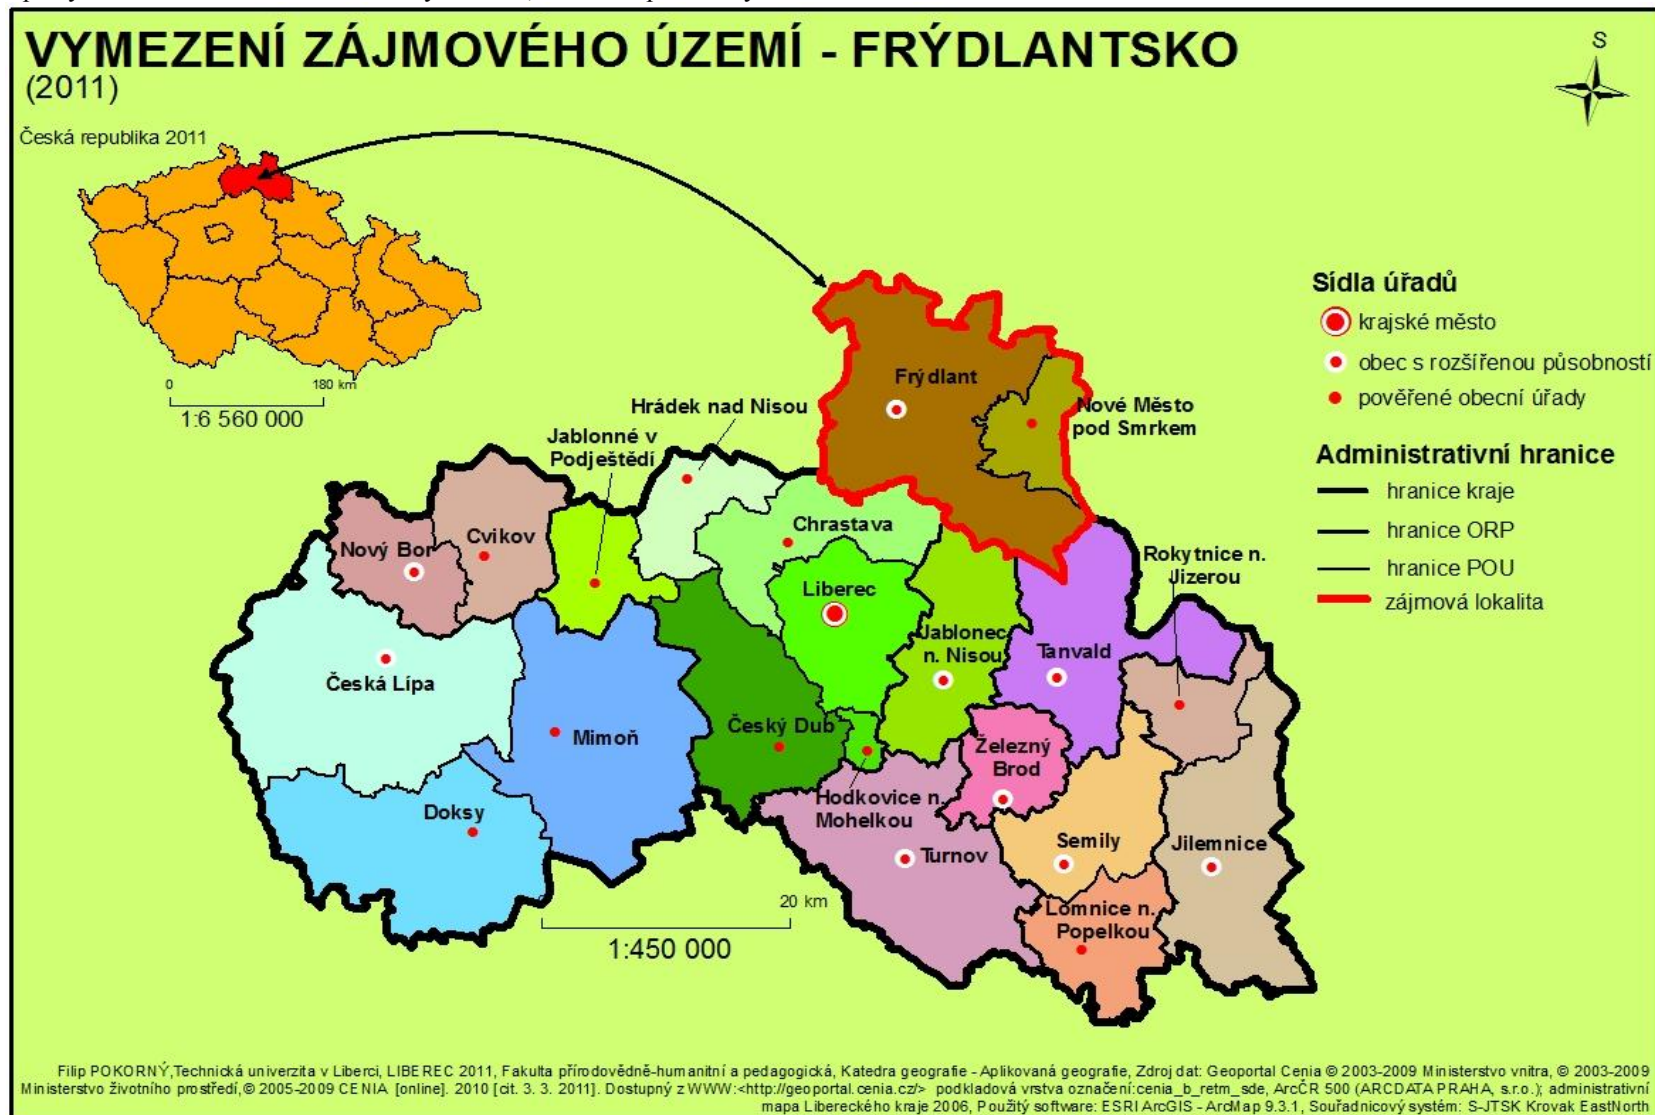 VYMEZENÍ ZÁJMOVÉHO ÚZEMÍ - FRÝDLANTSKO
(2011)
S
Česká republika 2011
0 180 km
1:6 560 000
Sídla úřadů
krajské město
obec s rozšířenou působností
pověřené obecní úřady
Administrativní hranice
hranice kraje
hranice ORP
hranice POU
zájmová lokalita
Frýdlant
Nové Město
pod Smrkem
Hrádek nad Nisou
Jablonné v
Podještědí
Chrastava
Nový Bor
Cvikov
Rokytnice n.
Jizerou
Liberec
Jablonec
n. Nisou
Tanvald
Česká Lípa
Mimoň
Český Dub
Železný
Brod
Hodkovice n.
Mohelkou
Doksy
Turnov
Semily
Jilemnice
Lomnice n.
Popelkou
20 km
1:450 000
Filip POKORNÝ,Technická univerzita v Liberci, LIBEREC 2011, Fakulta přírodovědně-humanitní a pedagogická, Katedra geografie - Aplikovaná geografie, Zdroj dat: Geoportal Cenia © 2003-2009 Ministerstvo vnitra, © 2003-2009
Ministerstvo životního prostředí,© 2005-2009 CENIA [online]. 2010 [cit. 3. 3. 2011]. Dostupný z WWW:<http://geoportal.cenia.cz/> podkladová vrstva označení:cenia_b_retm_sde, ArcČR 500 (ARCDATA PRAHA, s.r.o.); administrativní
mapa Libereckého kraje 2006, Použitý software: ESRI ArcGIS - ArcMap 9.3.1, Souřadnicový systém: S-JTSK Krovak EastNorth